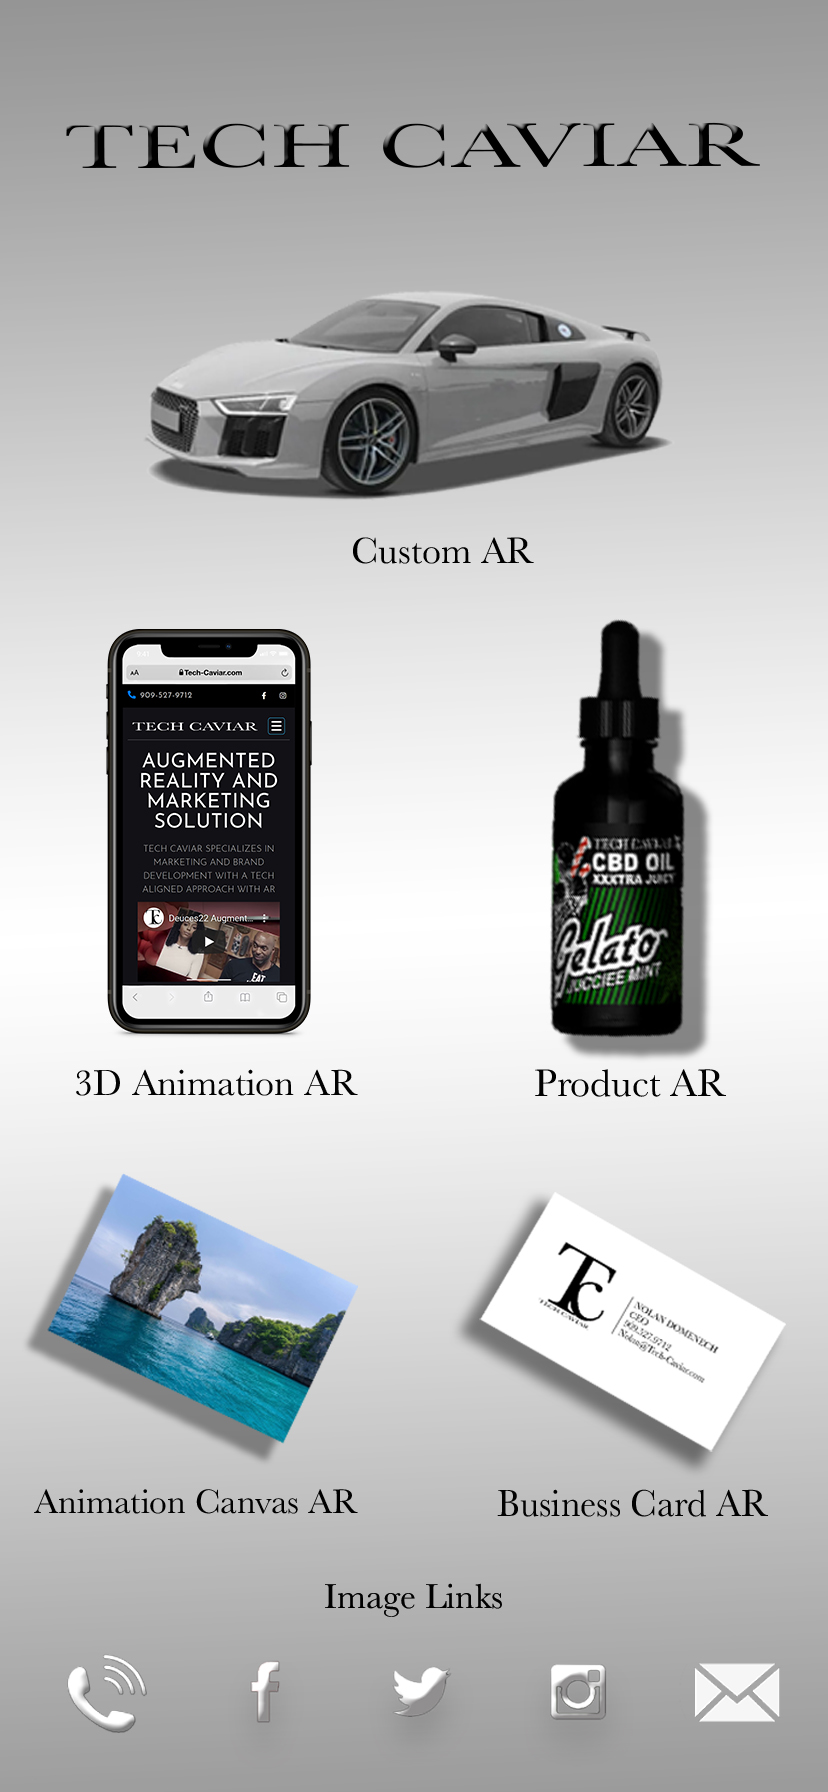 TECH CAVIAR
Custom AR
AA Tech-Caviar.com
909-527-9712
TECH CAVIAR
AUGMENTED
REALITY AND
MARKETING
SOLUTION
TECH CAVIAR SPECIALIZES IN
MARKETING AND BRAND
DEVELOPMENT WITH A TECH
ALIGNED APPROACH WITH AR
Tc Deuces22 Augment...
EAT
3D Animation AR
TECH CAVIAR
CBD OIL
XXXTRA JUICY
Gelato
JUCCIEE MINT
Product AR
Animation Canvas AR
Tc
TECH CAVIAR
NOLAN DOMENECH
CEO
909.527.9712
Nolan@Tech-Caviar.com
Business Card AR
Image Links
f